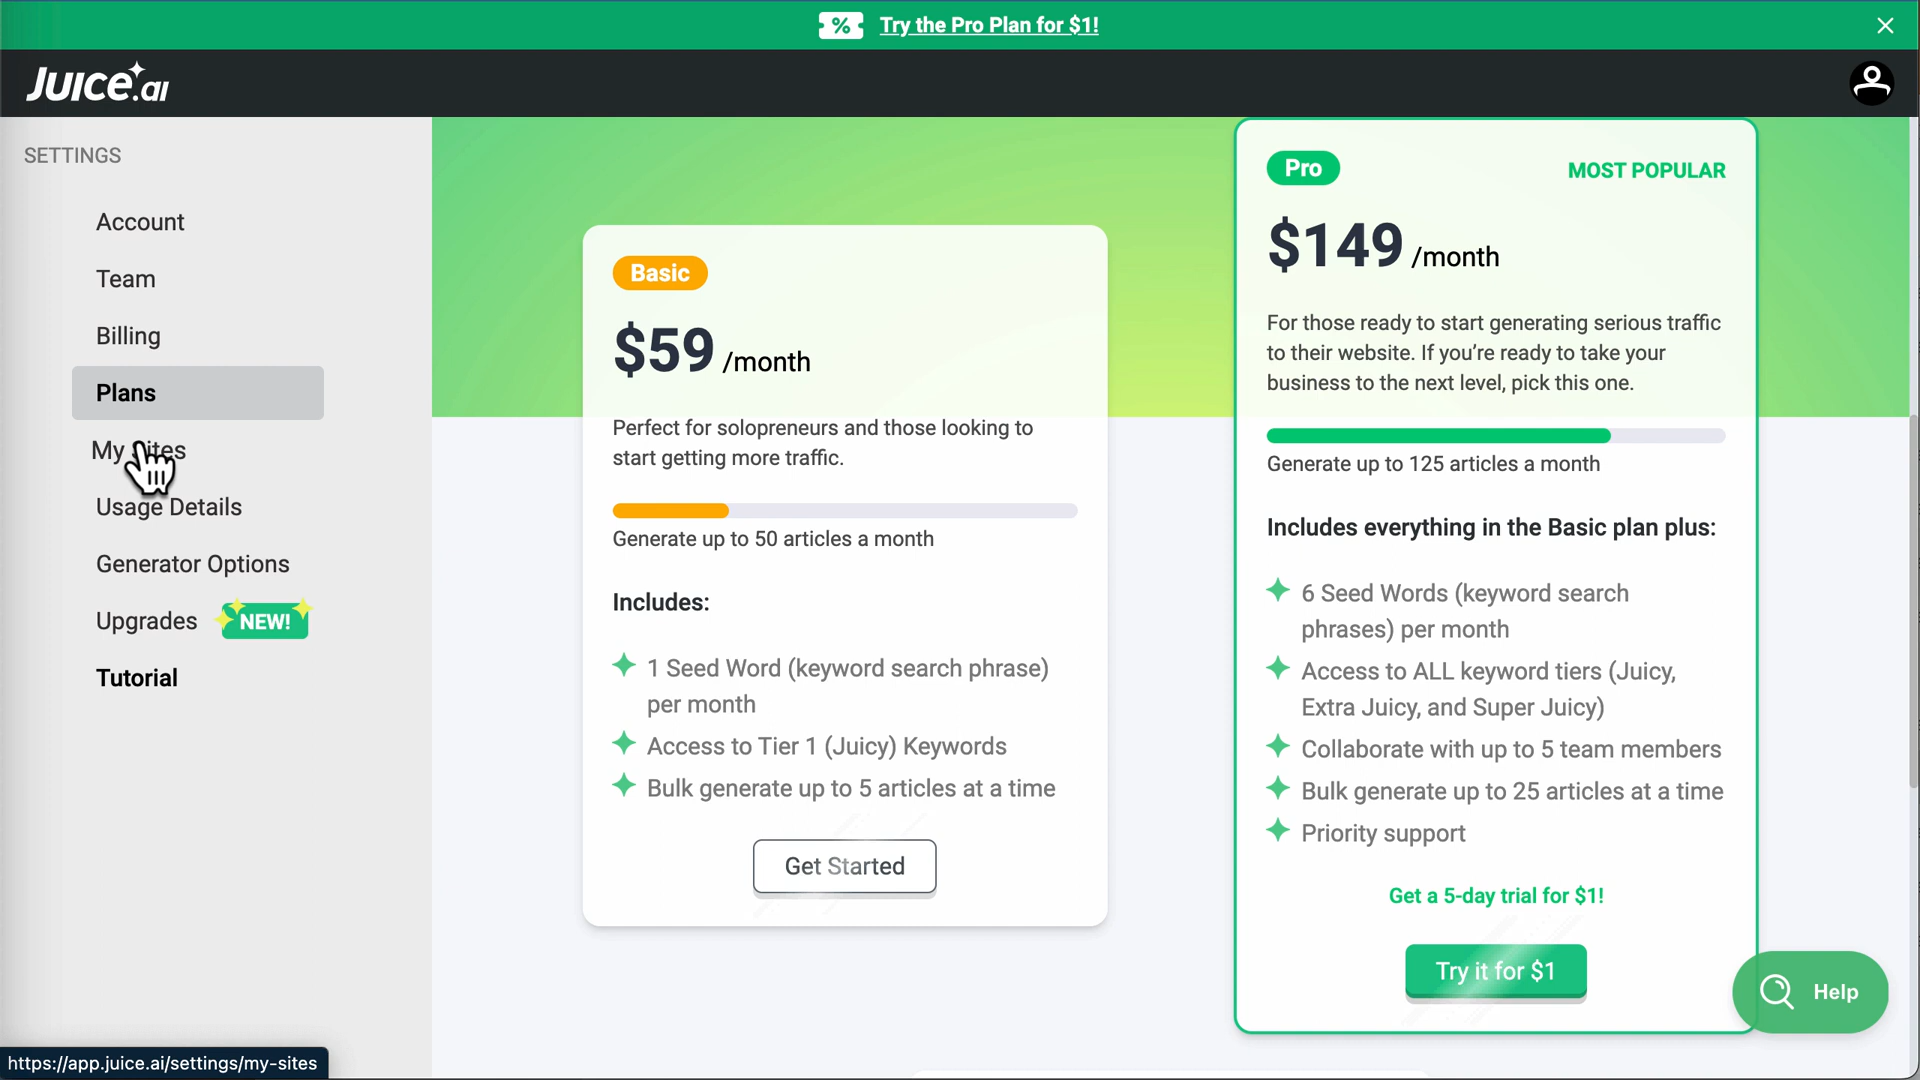 %
Try the Pro Plan for $1!
Juice.ai
SETTINGS
Account
Team
Billing
Plans
My Sites
Usage Details
Generator Options
Upgrades
NEW!
Tutorial
Basic
$59 /month
Perfect for solopreneurs and those looking to
start getting more traffic.
Generate up to 50 articles a month
Includes:
1 Seed Word (keyword search phrase)
per month
Access to Tier 1 (Juicy) Keywords
Bulk generate up to 5 articles at a time
Get Started
Pro
MOST POPULAR
$149 /month
For those ready to start generating serious traffic
to their website. If you’re ready to take your
business to the next level, pick this one.
Generate up to 125 articles a month
Includes everything in the Basic plan plus:
6 Seed Words (keyword search
phrases) per month
Access to ALL keyword tiers (Juicy,
Extra Juicy, and Super Juicy)
Collaborate with up to 5 team members
Bulk generate up to 25 articles at a time
Priority support
Get a 5-day trial for $1!
Try it for $1
Help
https://app.juice.ai/settings/my-sites